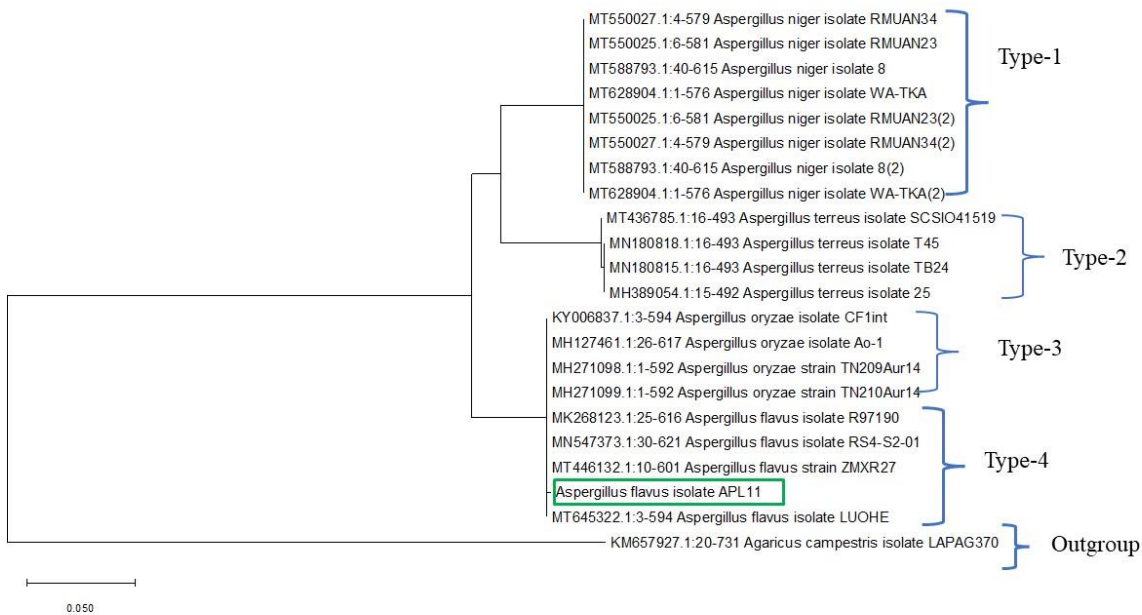 MT550027.1:4-579 Aspergillus niger isolate RMUAN34
MT550025.1:6-581 Aspergillus niger isolate RMUAN23
MT588793.1:40-615 Aspergillus niger isolate 8
MT628904.1:1-576 Aspergillus niger isolate WA-TKA
MT550025.1:6-581 Aspergillus niger isolate RMUAN23(2)
MT550027.1:4-579 Aspergillus niger isolate RMUAN34(2)
MT588793.1:40-615 Aspergillus niger isolate 8(2)
MT628904.1:1-576 Aspergillus niger isolate WA-TKA(2)
Type-1
MT436785.1:16-493 Aspergillus terreus isolate SCSIO41519
MN180818.1:16-493 Aspergillus terreus isolate T45
MN180815.1:16-493 Aspergillus terreus isolate TB24
MH389054.1:15-492 Aspergillus terreus isolate 25
Type-2
KY006837.1:3-594 Aspergillus oryzae isolate CF1int
MH127461.1:26-617 Aspergillus oryzae isolate Ao-1
MH271098.1:1-592 Aspergillus oryzae strain TN209Aur14
MH271099.1:1-592 Aspergillus oryzae strain TN210Aur14
Type-3
MK268123.1:25-616 Aspergillus flavus isolate R97190
MN547373.1:30-621 Aspergillus flavus isolate RS4-S2-01
MT446132.1:10-601 Aspergillus flavus strain ZMXR27
Aspergillus flavus isolate APL11
MT645322.1:3-594 Aspergillus flavus isolate LUOHE
Type-4
KM657927.1:20-731 Agaricus campestris isolate LAPAG370
Outgroup
0.050